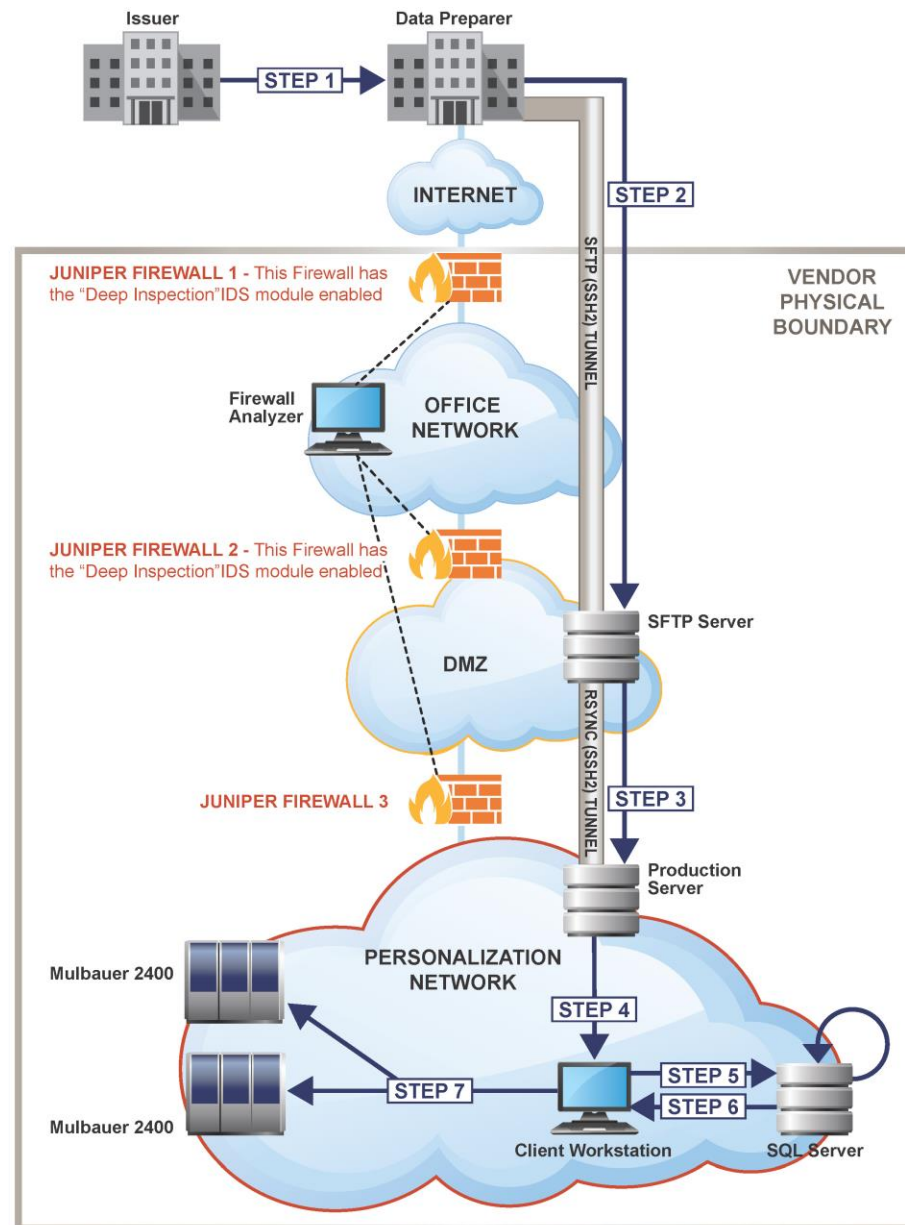 Issuer
Data Preparer
STEP 1
STEP 2
INTERNET
JUNIPER FIREWALL 1 - This Firewall has
the “Deep Inspection”IDS module enabled
VENDOR
PHYSICAL
BOUNDARY
SFTP (SSH2) TUNNEL
Firewall
Analyzer
OFFICE
NETWORK
JUNIPER FIREWALL 2 - This Firewall has
the “Deep Inspection”IDS module enabled
SFTP Server
DMZ
RSYNC (SSH2) TUNNEL
JUNIPER FIREWALL 3
STEP 3
Production
Server
PERSONALIZATION
NETWORK
Mulbauer 2400
STEP 4
STEP 5
STEP 7
STEP 6
Mulbauer 2400
Client Workstation
SQL Server